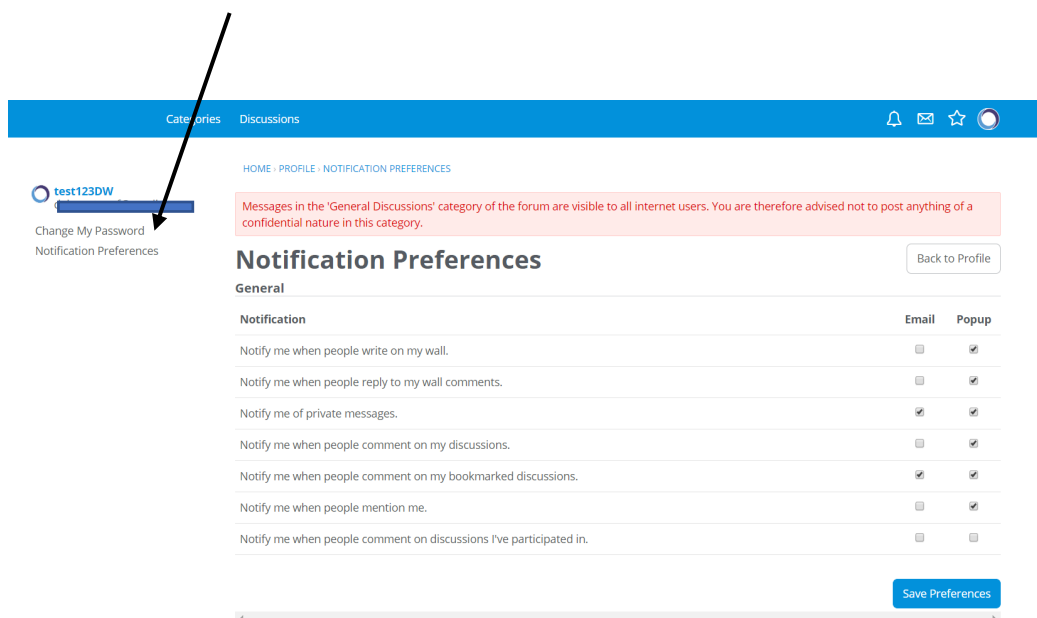 Categories Discussions
HOME › PROFILE › NOTIFICATION PREFERENCES
test123DW
Messages in the 'General Discussions' category of the forum are visible to all internet users. You are therefore advised not to post anything of a
confidential nature in this category.
Change My Password
Notification Preferences
Notification Preferences
Back to Profile
General
Notification Email Popup
Notify me when people write on my wall.
Notify me when people reply to my wall comments.
Notify me of private messages.
Notify me when people comment on my discussions.
Notify me when people comment on my bookmarked discussions.
Notify me when people mention me.
Notify me when people comment on discussions I've participated in.
Save Preferences